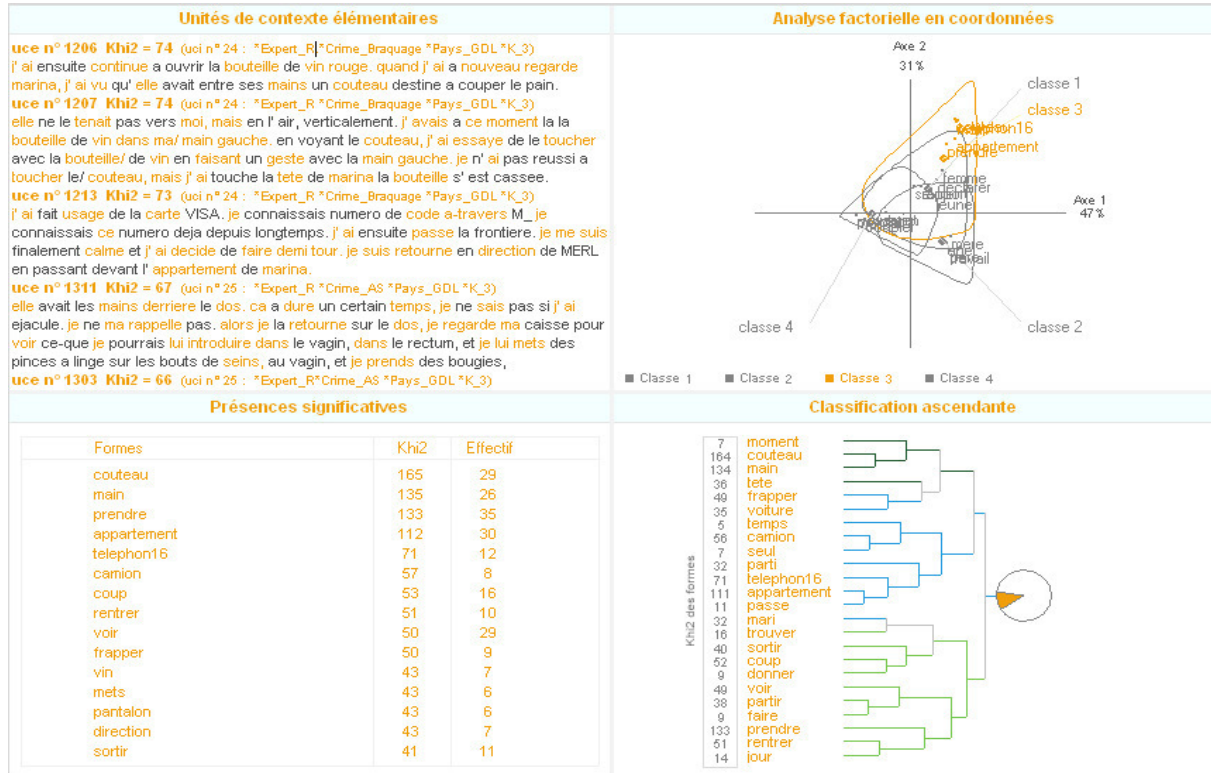 Unités de contexte élémentaires
uce n° 1206 Khi2 = 74 (uci n° 24 : *Expert_R *Crime_Braquage *Pays_GDL *K_3)
j' ai ensuite continue a ouvrir la bouteille de vin rouge. quand j' ai a nouveau regarde
marina, j' ai vu qu' elle avait entre ses mains un couteau destine a couper le pain.
uce n° 1207 Khi2 = 74 (uci n° 24 : *Expert_R *Crime_Braquage *Pays_GDL *K_3)
elle ne le tenait pas vers moi, mais en l' air, verticalement. j' avais a ce moment la la
bouteille de vin dans ma/ main gauche. en voyant le couteau, j' ai essaye de le toucher
avec la bouteille/ de vin en faisant un geste avec la main gauche. je n' ai pas reussi a
toucher le/ couteau, mais j' ai touche la tete de marina la bouteille s' est cassee.
uce n° 1213 Khi2 = 73 (uci n° 24 : *Expert_R *Crime_Braquage *Pays_GDL *K_3)
j' ai fait usage de la carte VISA. je connaissais numero de code a-travers M_ je
connaissais ce numero deja depuis longtemps. j' ai ensuite passe la frontiere. je me suis
finalement calme et j' ai decide de faire demi tour. je suis retourne en direction de MERL
en passant devant l' appartement de marina.
uce n° 1311 Khi2 = 67 (uci n° 25 : *Expert_R *Crime_AS *Pays_GDL *K_3)
elle avait les mains derriere le dos. ca a dure un certain temps, je ne sais pas si j' ai
ejacule. je ne ma rappelle pas. alors je la retourne sur le dos, je regarde ma caisse pour
voir ce-que je pourrais lui introduire dans le vagin, dans le rectum, et je lui mets des
pinces a linge sur les bouts de seins, au vagin, et je prends des bougies,
uce n° 1303 Khi2 = 66 (uci n° 25 : *Expert_R*Crime_AS *Pays_GDL *K_3)
Analyse factorielle en coordonnées
Axe 2
31 %
classe 1
classe 3
appartement
prendre
femme
declarer
jeune
Axe 1
47 %
mere
pere
travail
classe 4
classe 2
Classe 1 Classe 2 Classe 3 Classe 4
Présences significatives
Formes Khi2 Effectif
couteau 165 29
main 135 26
prendre 133 35
appartement 112 30
telephon16 71 12
camion 57 8
coup 53 16
rentrer 51 10
voir 50 29
frapper 50 9
vin 43 7
mets 43 6
pantalon 43 6
direction 43 7
sortir 41 11
Classification ascendante
Khi2 des formes
7 moment
164 couteau
134 main
36 tete
49 frapper
35 voiture
5 temps
56 camion
7 seul
32 parti
71 telephon16
111 appartement
11 passe
32 mari
16 trouver
40 sortir
52 coup
9 donner
49 voir
38 partir
9 faire
133 prendre
51 rentrer
14 jour